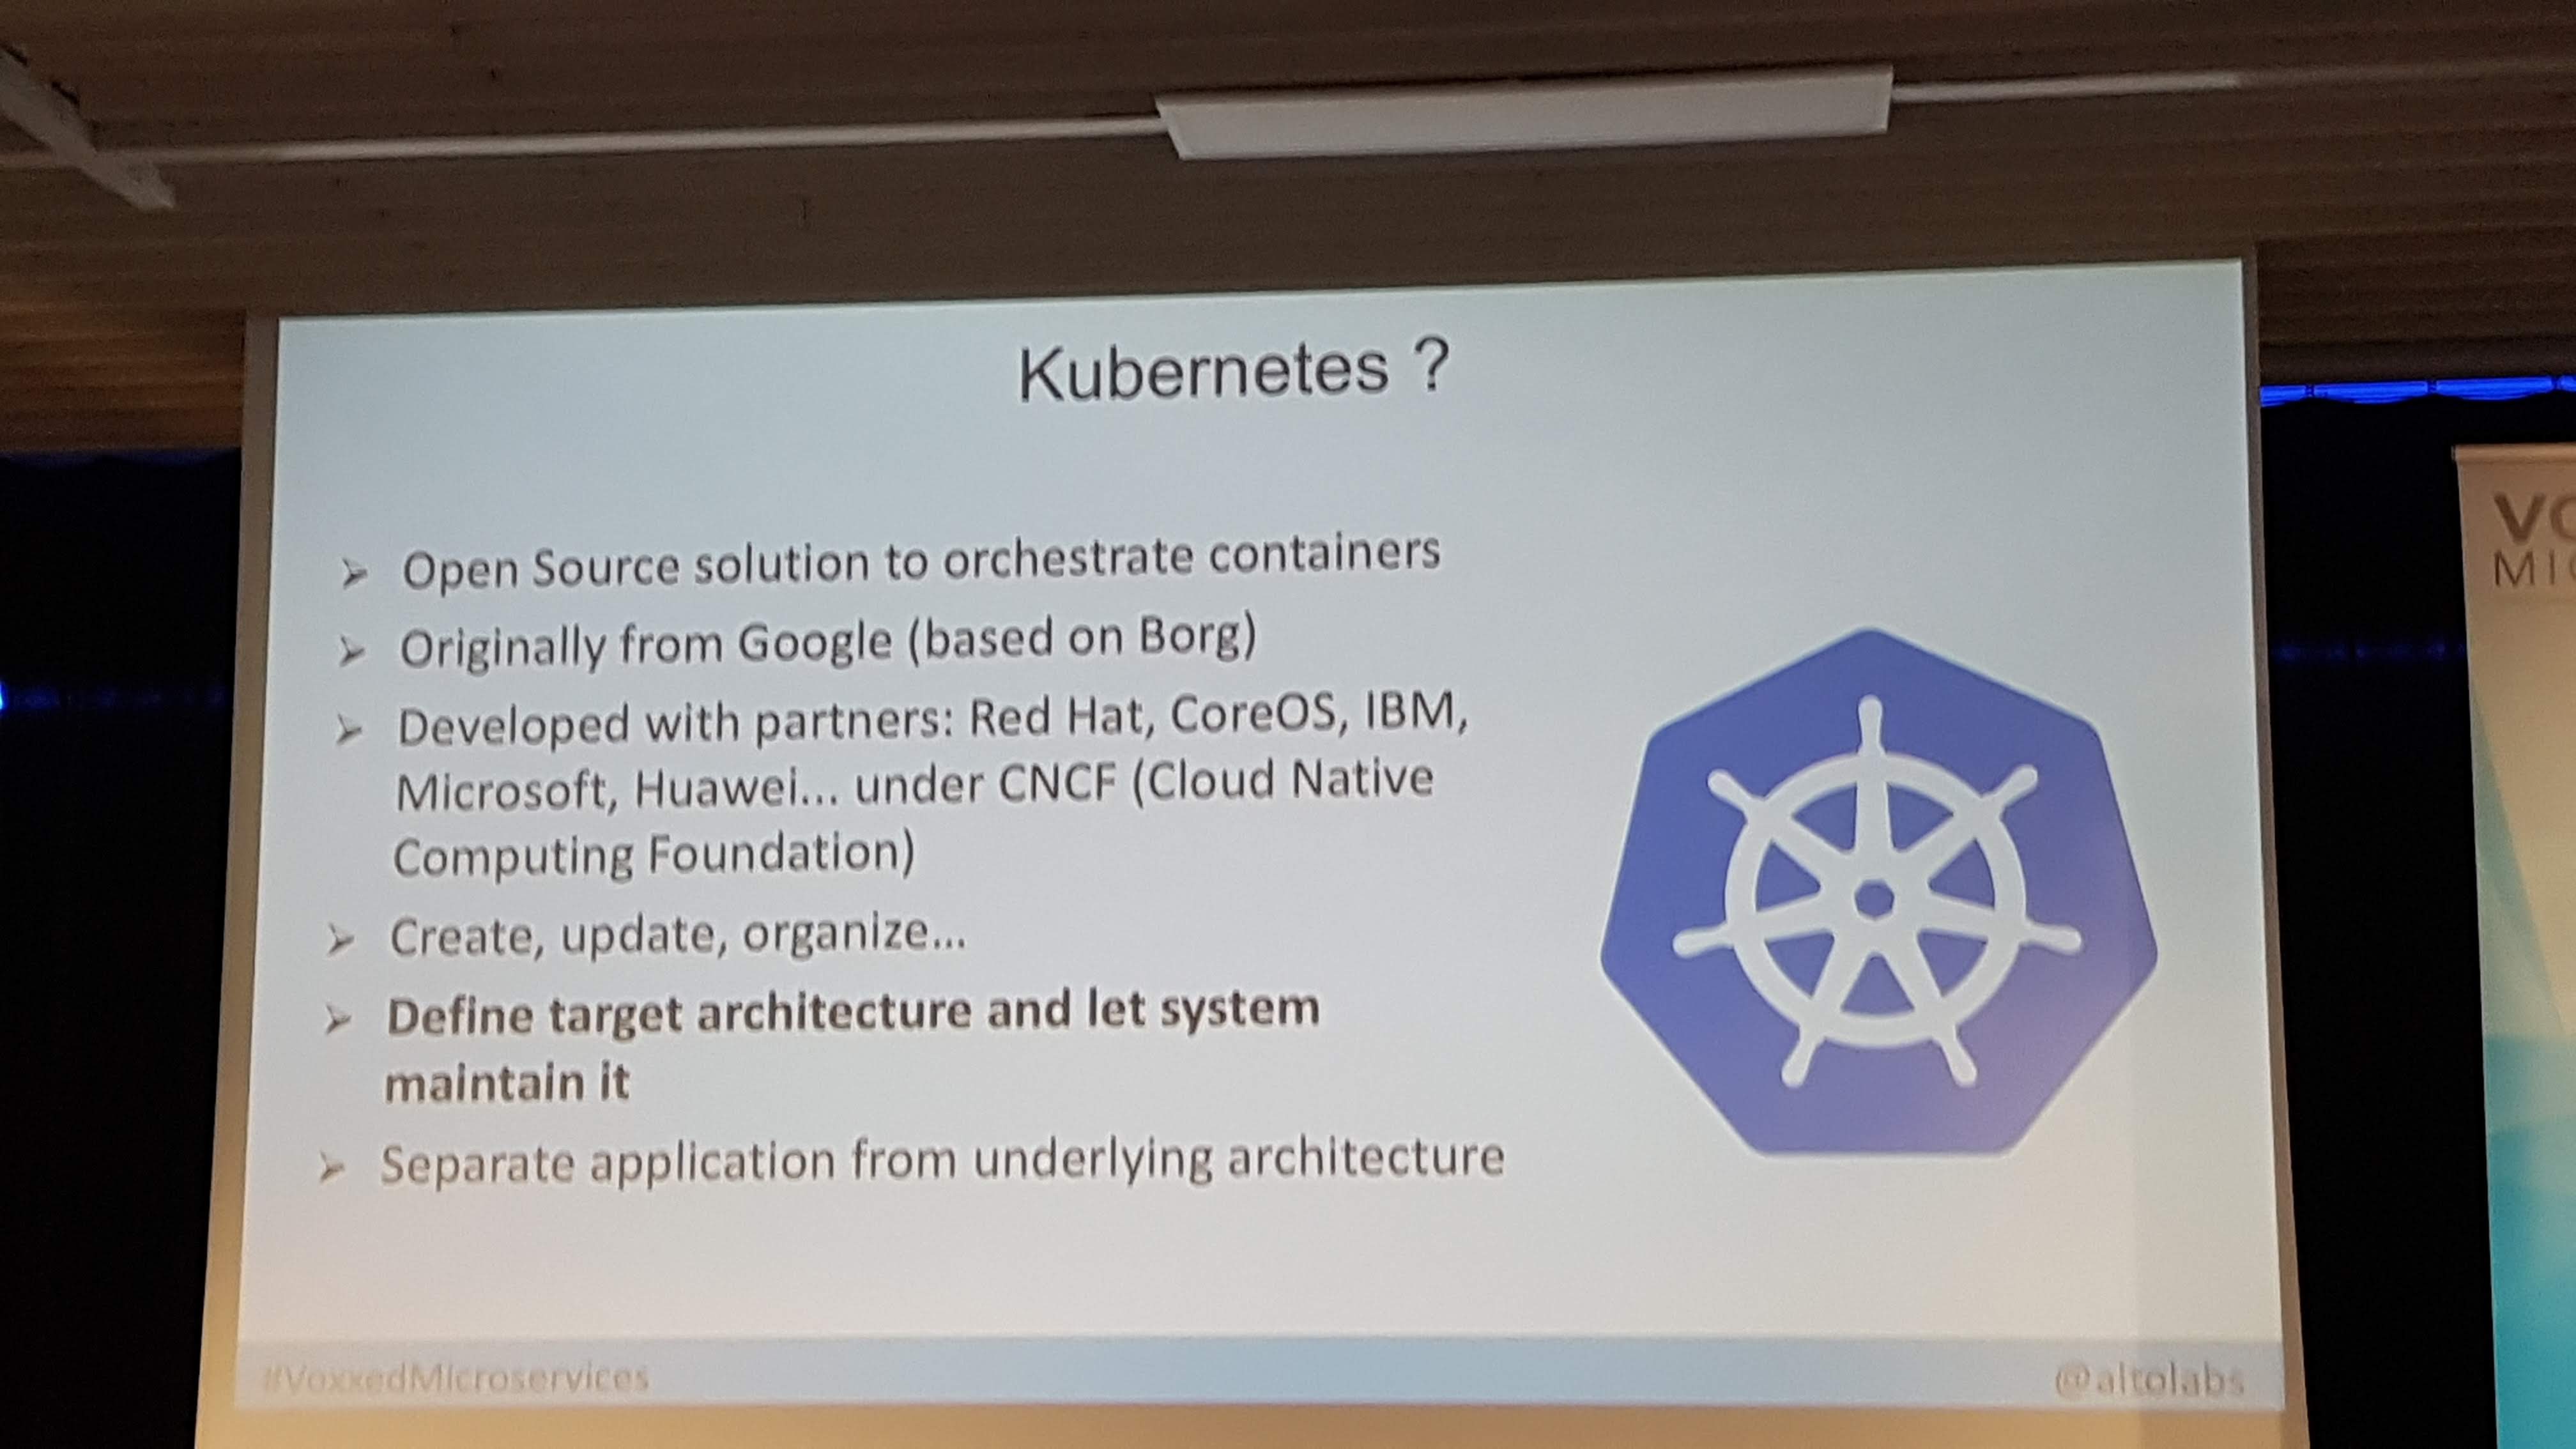 Kubernetes ?
➢ Open Source solution to orchestrate containers
➢ Originally from Google (based on Borg)
➢ Developed with partners: Red Hat, CoreOS, IBM,
Microsoft, Huawei... under CNCF (Cloud Native
Computing Foundation)
➢ Create, update, organize...
➢ Define target architecture and let system
maintain it
➢ Separate application from underlying architecture
#VoxxedMicroservices
@altolabs